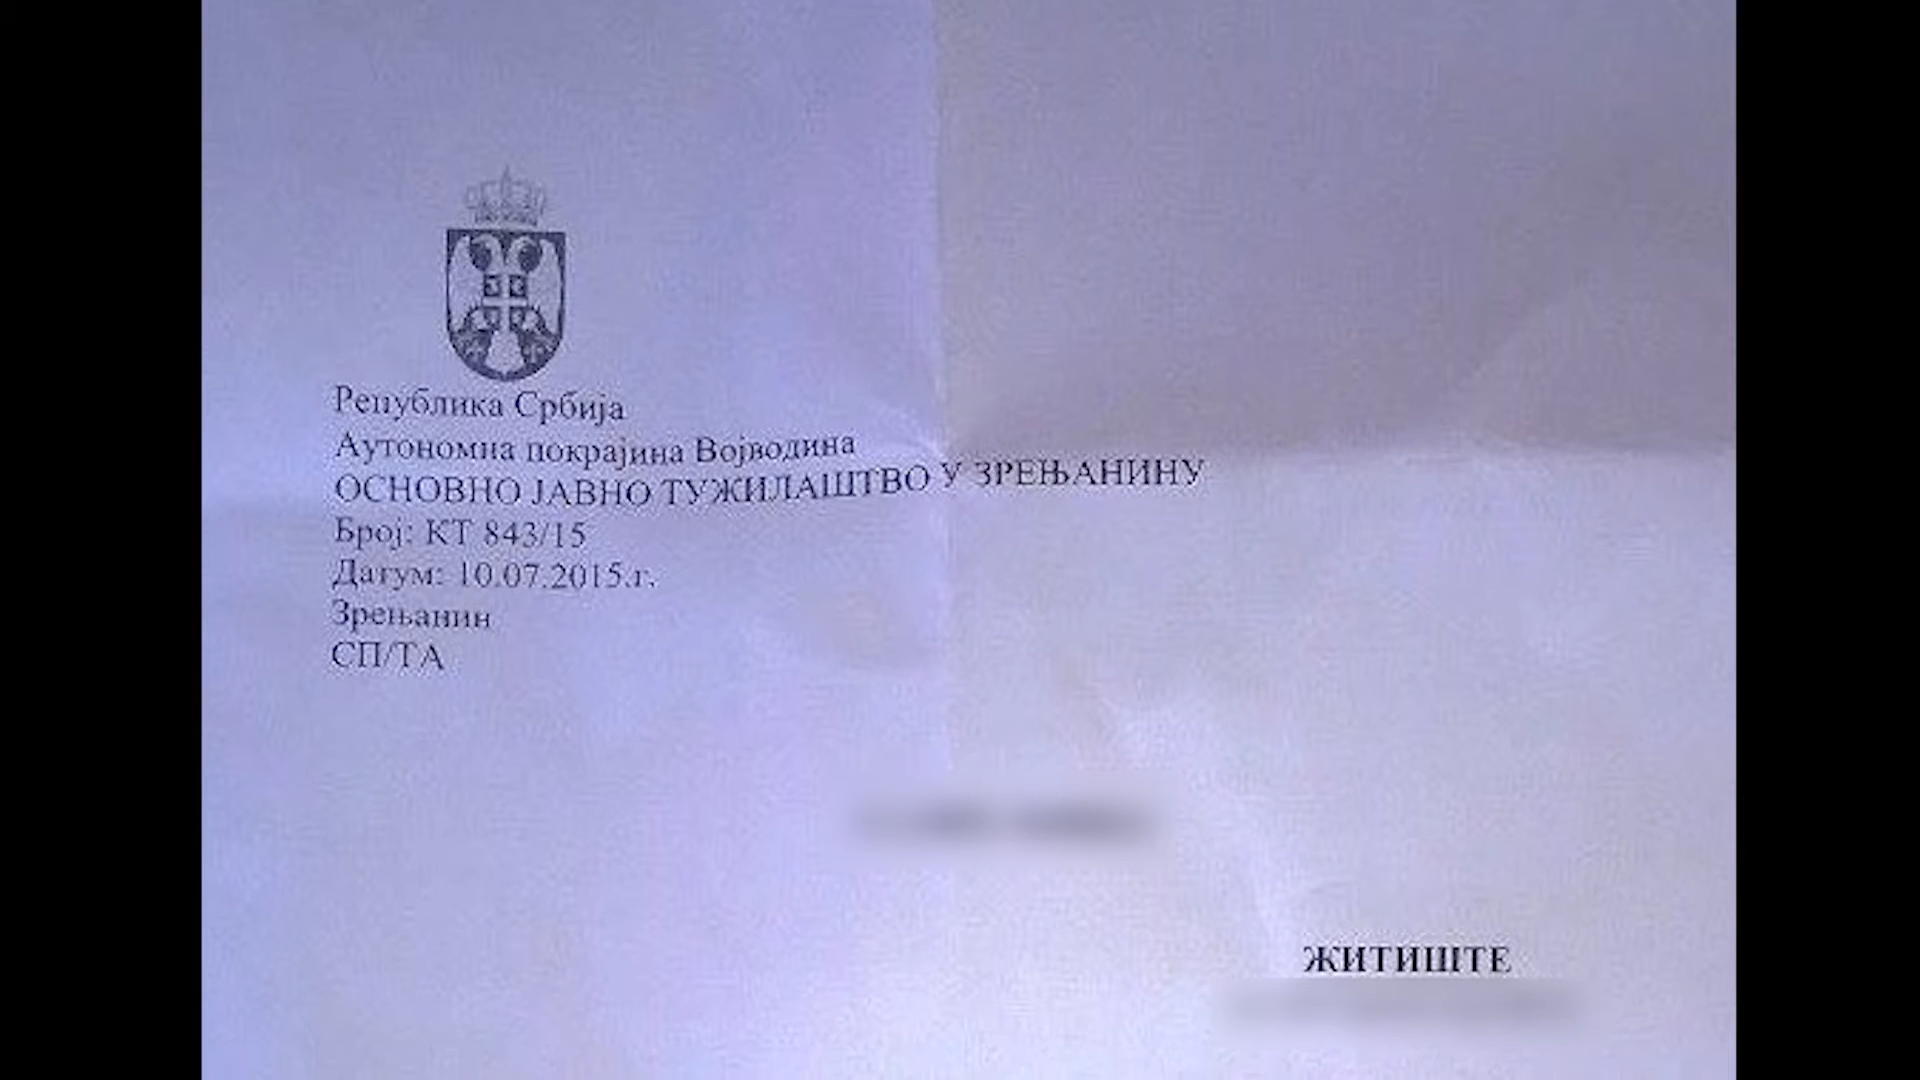 Република Србија
Аутономна покрајина Војводина
ОСНОВНО ЈАВНО ТУЖИЛАШТВО У ЗРЕЊАНИНУ
Број: КТ 843/15
Датум: 10.07.2015.г.
Зрењанин
СП/ТА
ЖИТИШТЕ